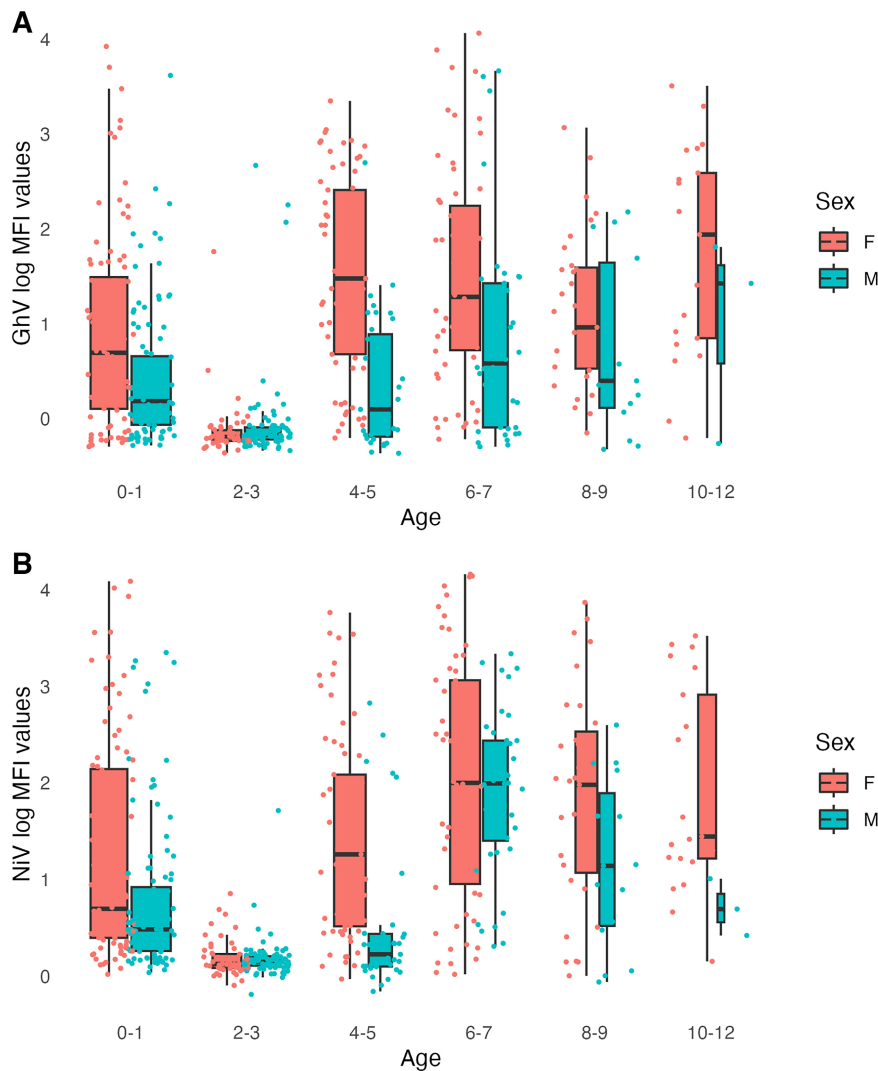 A
GhV log MFI values
4
3
2
1
0
0-1 2-3 4-5 6-7 8-9 10-12
Age
Sex
F
M
B
NiV log MFI values
4
3
2
1
0
0-1 2-3 4-5 6-7 8-9 10-12
Age
Sex
F
M